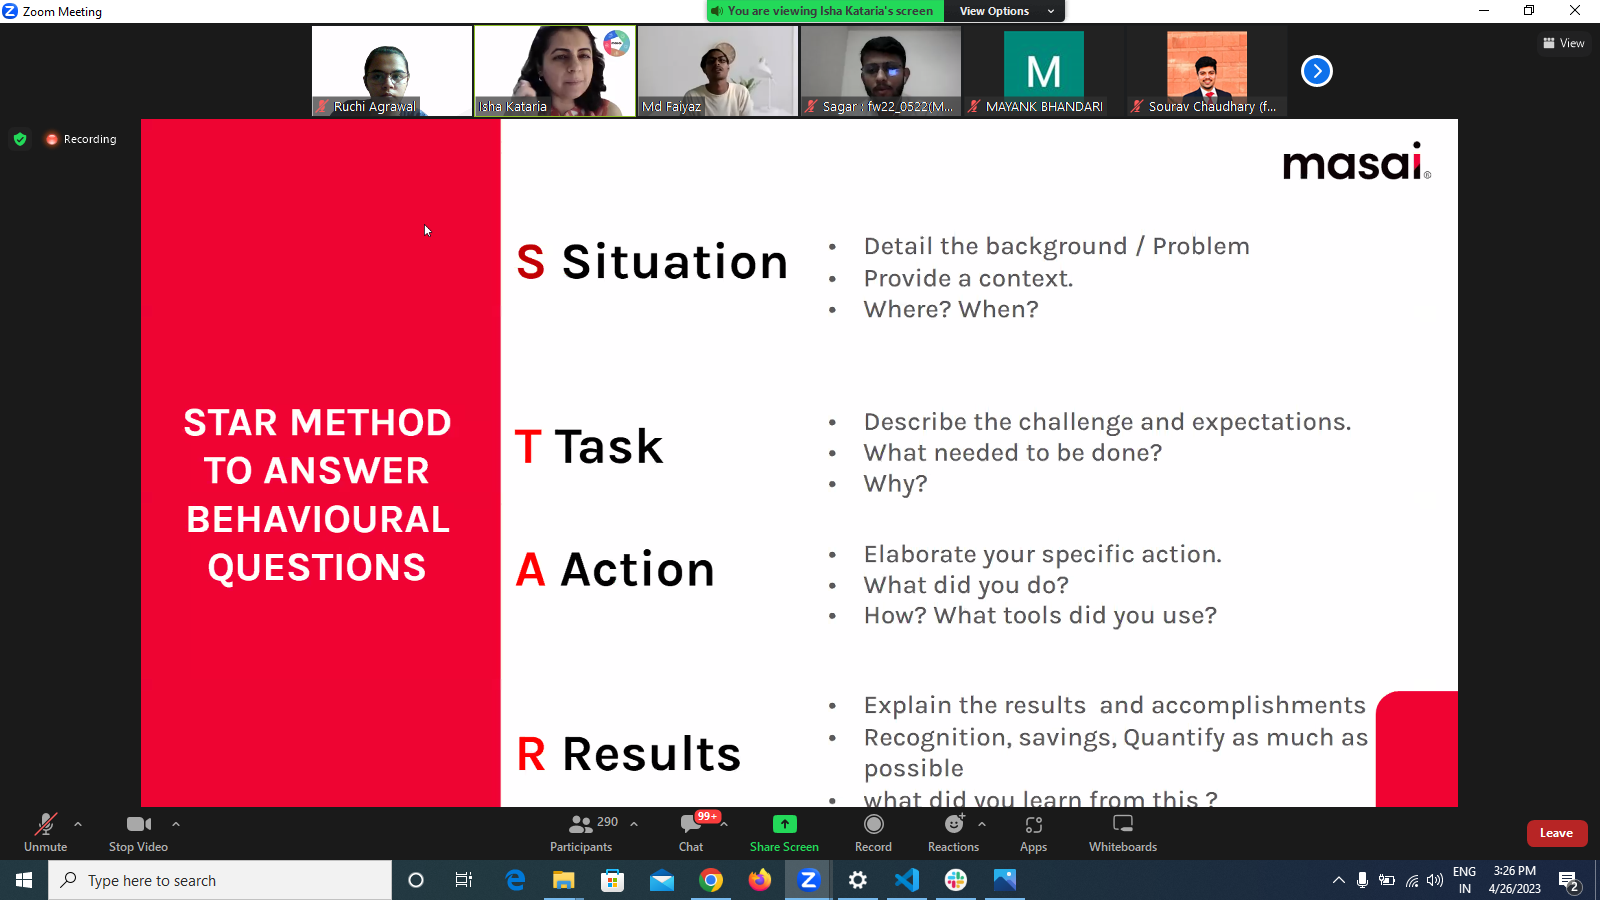 Zoom Meeting
You are viewing Isha Kataria's screen
View Options
View
Ruchi Agrawal
Isha Kataria
Md Faiyaz
Sagar : fw22_0522(M...
M
MAYANK BHANDARI
Sourav Chaudhary (f...
Recording
masai®
STAR METHOD
TO ANSWER
BEHAVIOURAL
QUESTIONS
S Situation
• Detail the background / Problem
• Provide a context.
• Where? When?
T Task
• Describe the challenge and expectations.
• What needed to be done?
• Why?
A Action
• Elaborate your specific action.
• What did you do?
• How? What tools did you use?
R Results
• Explain the results  and accomplishments
• Recognition, savings, Quantify as much as
possible
• what did you learn from this ?
Unmute
Stop Video
290
Participants
99+
Chat
Share Screen
Record
Reactions
Apps
Whiteboards
Leave
Type here to search
ENG
IN
3:26 PM
4/26/2023
2